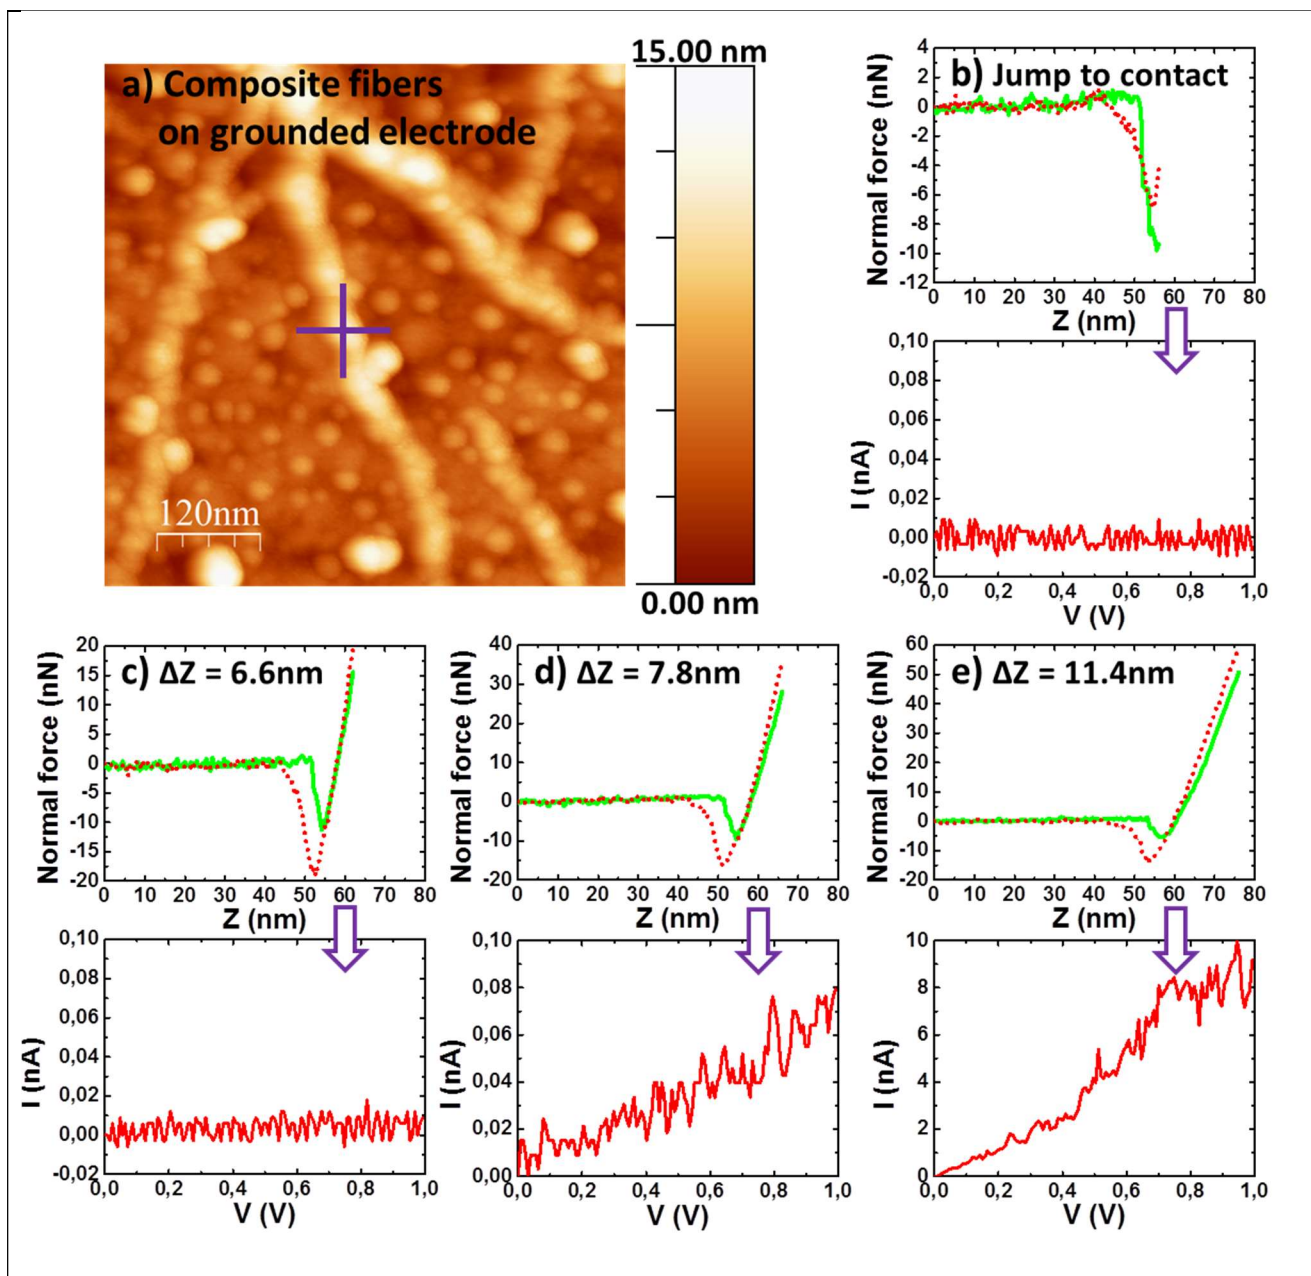 a) Composite fibers
on grounded electrode
15.00 nm
0.00 nm
120nm
b) Jump to contact
Normal force (nN)
4
2
0
-2
-4
-6
-8
-10
-12
0 10 20 30 40 50 60 70 80
Z (nm)
I (nA)
0,10
0,08
0,06
0,04
0,02
0,00
-0,02
0,0 0,2 0,4 0,6 0,8 1,0
V (V)
c) ΔZ = 6.6nm
Normal force (nN)
20
15
10
5
0
-5
-10
-15
-20
0 10 20 30 40 50 60 70 80
Z (nm)
I (nA)
0,10
0,08
0,06
0,04
0,02
0,00
-0,02
0,0 0,2 0,4 0,6 0,8 1,0
V (V)
d) ΔZ = 7.8nm
Normal force (nN)
40
30
20
10
0
-10
-20
0 10 20 30 40 50 60 70 80
Z (nm)
I (nA)
0,10
0,08
0,06
0,04
0,02
0,00
0,0 0,2 0,4 0,6 0,8 1,0
V (V)
e) ΔZ = 11.4nm
Normal force (nN)
60
50
40
30
20
10
0
-10
-20
0 10 20 30 40 50 60 70 80
Z (nm)
I (nA)
10
8
6
4
2
0
0,0 0,2 0,4 0,6 0,8 1,0
V (V)